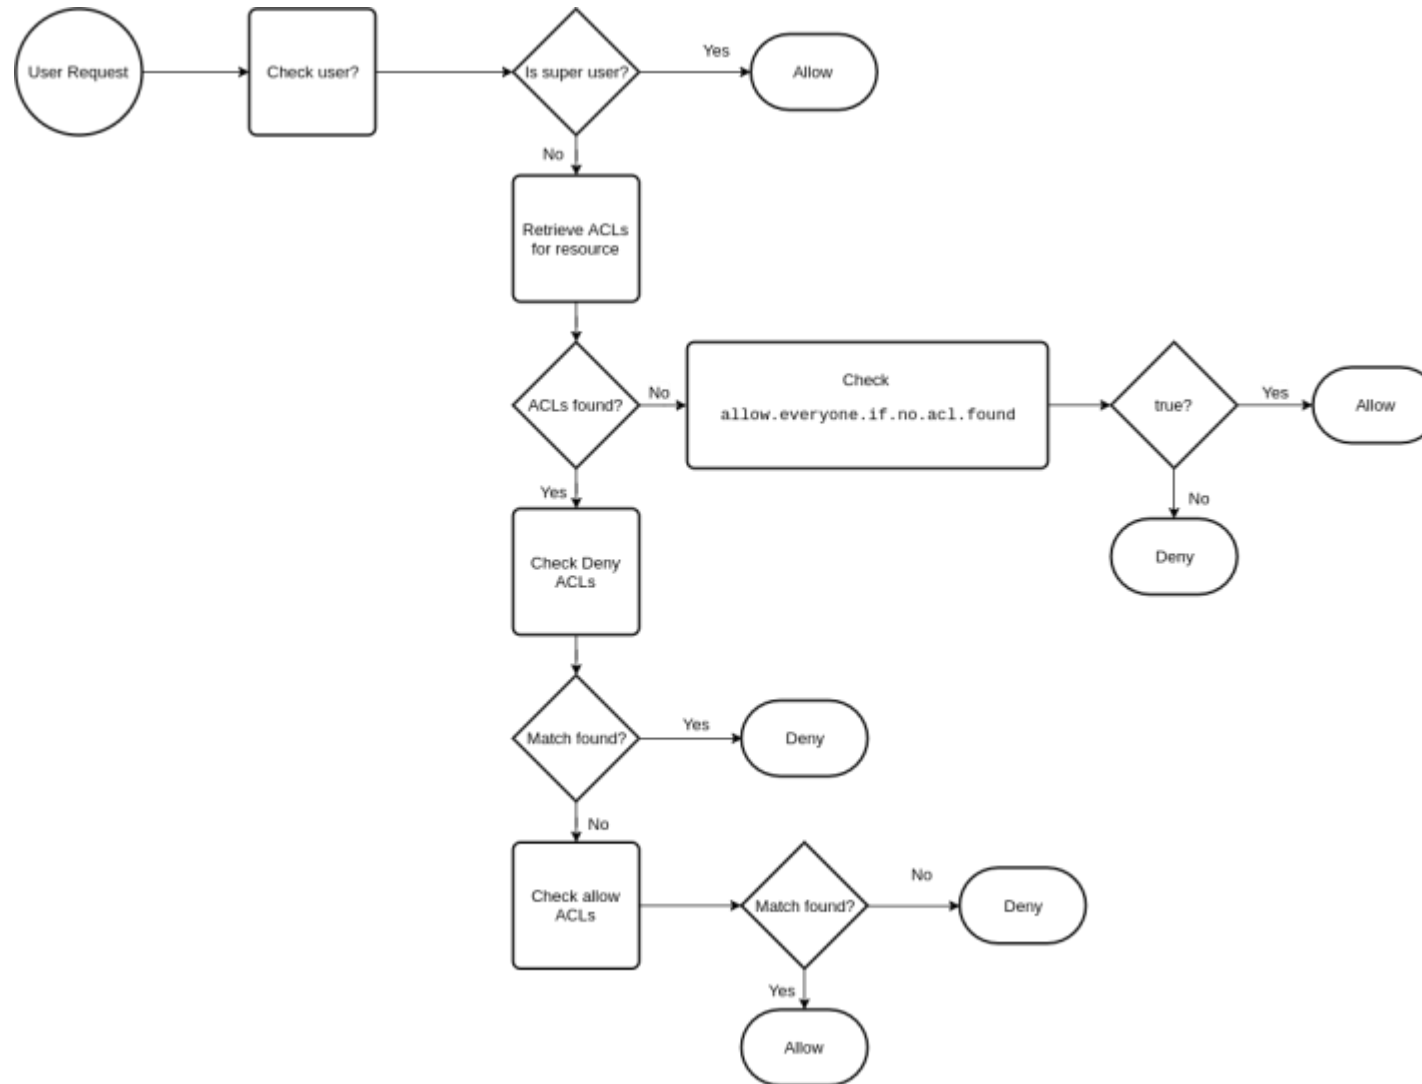 User Request
Check user?
Is super user?
Yes
Allow
No
Retrieve ACLs
for resource
ACLs found?
No
Check
allow.everyone.if.no.acl.found
true?
Yes
Allow
No
Deny
Yes
Check Deny
ACLs
Match found?
Yes
Deny
No
Check allow
ACLs
Match found?
No
Deny
Yes
Allow